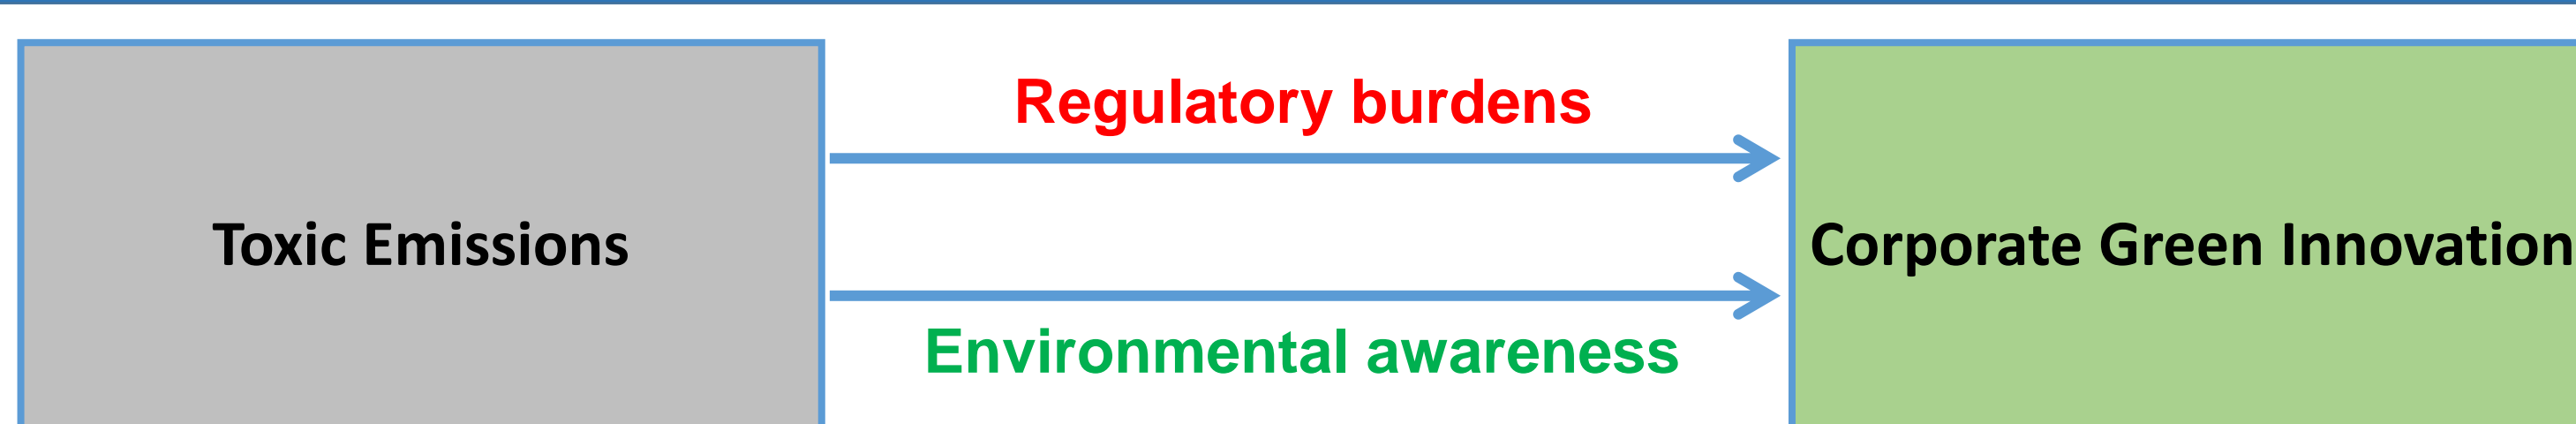 Regulatory burdens
Toxic Emissions
Corporate Green Innovation
Environmental awareness